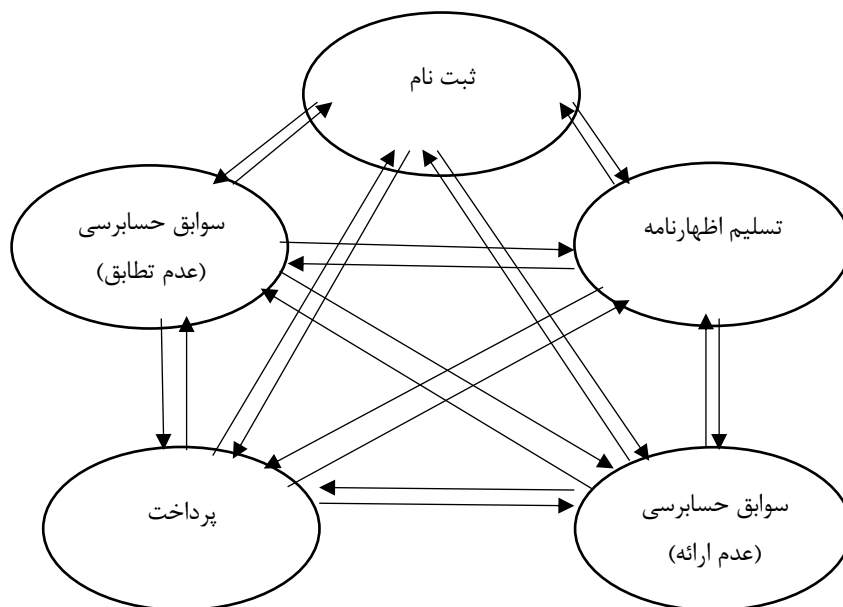 ثبت نام
سوابق حسابرسی
(عدم تطابق)
تسلیم اظهارنامه
پرداخت
سوابق حسابرسی
(عدم ارائه)